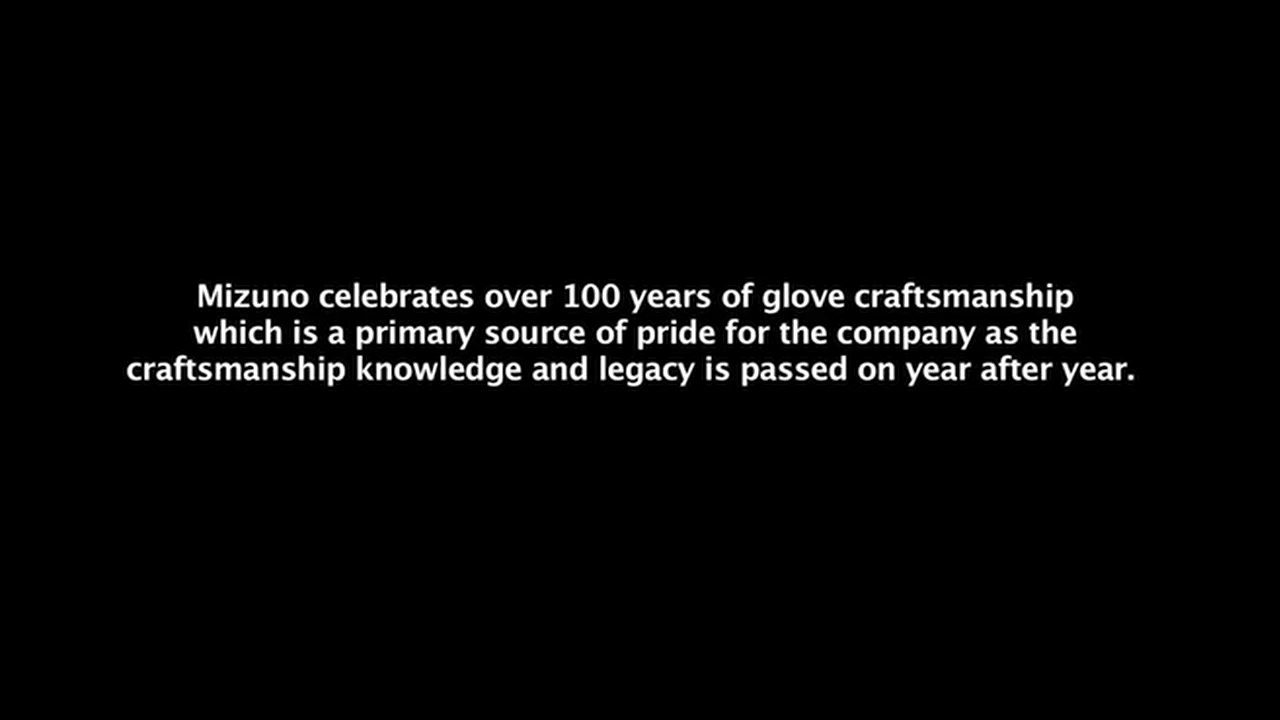 Mizuno celebrates over 100 years of glove craftsmanship
which is a primary source of pride for the company as the
craftsmanship knowledge and legacy is passed on year after year.